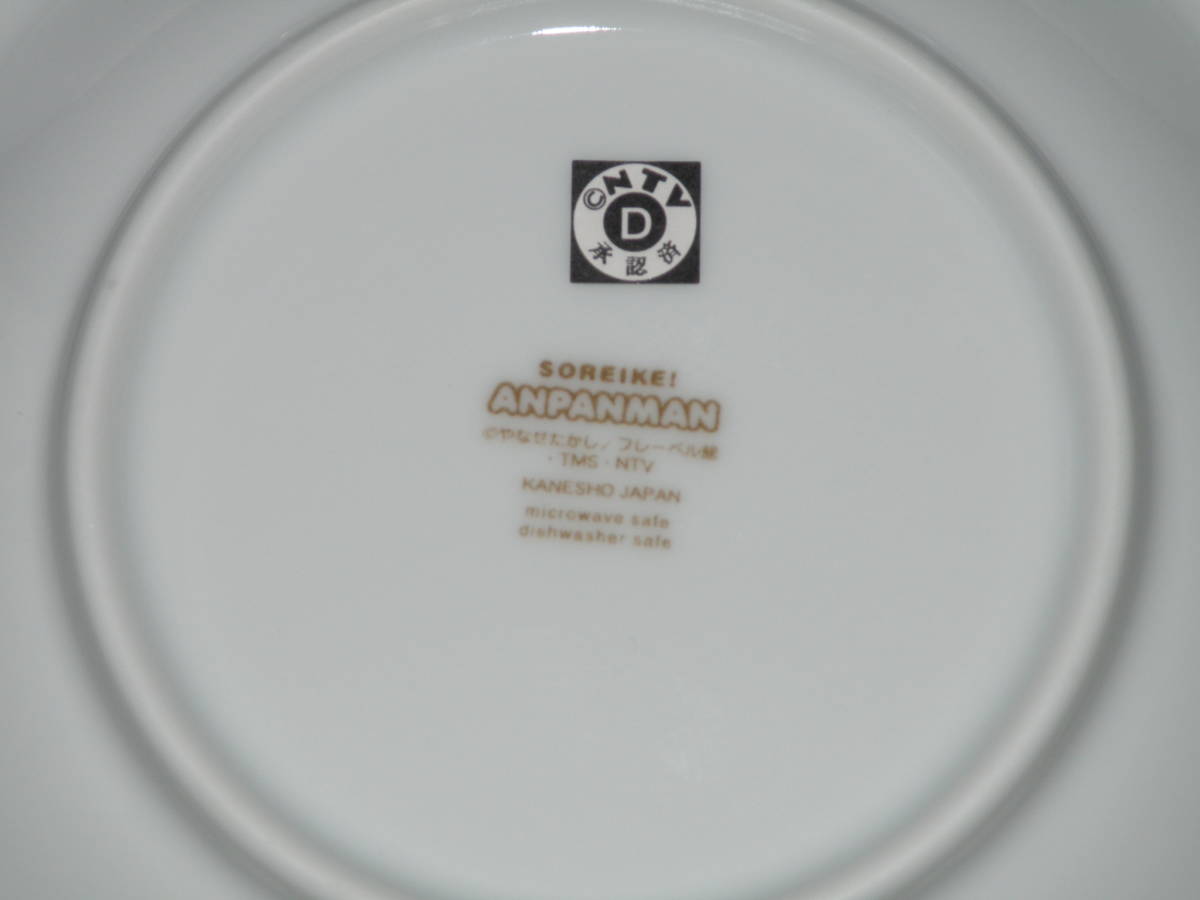 ©NTV
D
承認済
SOREIKE!
ANPANMAN
©やなせたかし／フレーベル館
・TMS・NTV
KANESHO JAPAN
microwave safe
dishwasher safe